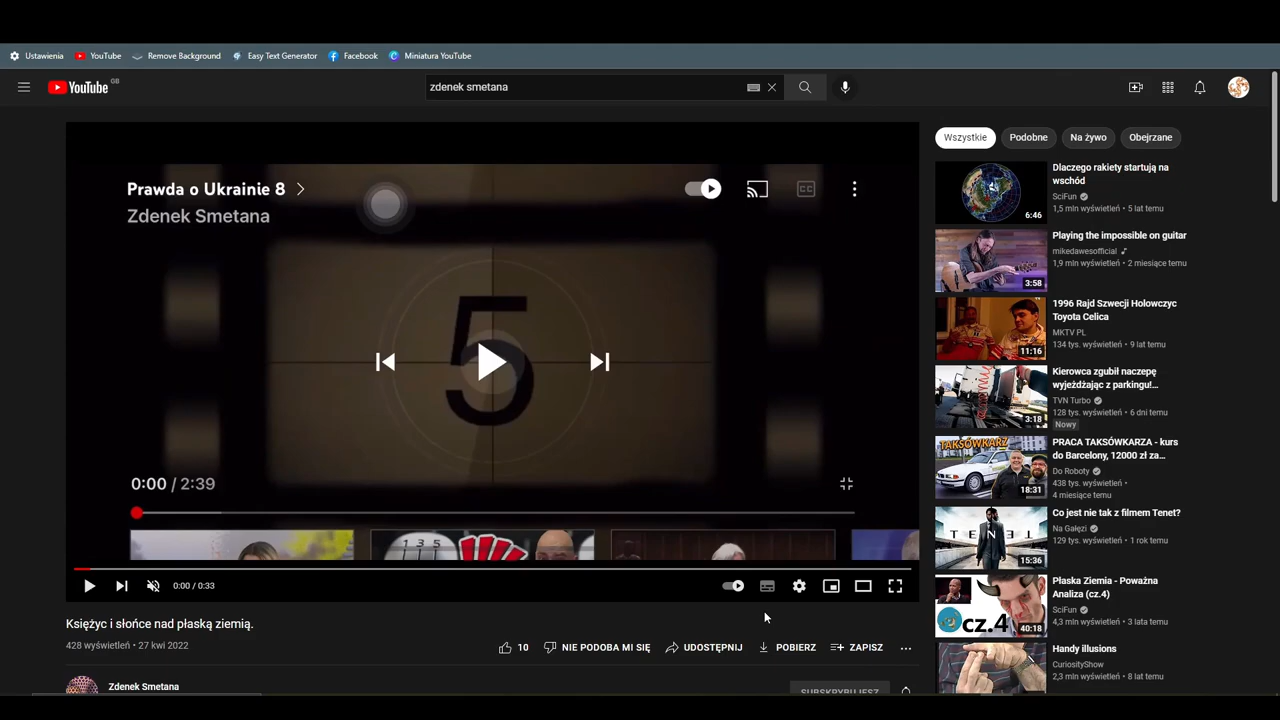 Ustawienia
YouTube
Remove Background
Easy Text Generator
Facebook
Miniatura YouTube
YouTube GB
zdenek smetana
Prawda o Ukrainie 8
Zdenek Smetana
CC
5
0:00 / 2:39
1 3 5
0:00 / 0:33
Księżyc i słońce nad płaską ziemią.
428 wyświetleń • 27 kwi 2022
10
NIE PODOBA MI SIĘ
UDOSTĘPNIJ
POBIERZ
ZAPISZ
Zdenek Smetana
SUBSKRYBUJESZ
Wszystkie
Podobne
Na żywo
Obejrzane
6:46
Dlaczego rakiety startują na
wschód
SciFun
1,5 mln wyświetleń • 5 lat temu
3:58
Playing the impossible on guitar
mikedawesofficial
1,9 mln wyświetleń • 2 miesiące temu
11:16
1996 Rajd Szwecji Holowczyc
Toyota Celica
MKTV PL
134 tys. wyświetleń • 9 lat temu
3:18
Kierowca zgubił naczepę
wyjeżdżając z parkingu!...
TVN Turbo
128 tys. wyświetleń • 6 dni temu
Nowy
TAKSÓWKARZ
18:31
PRACA TAKSÓWKARZA - kurs
do Barcelony, 12000 zł za...
Do Roboty
438 tys. wyświetleń •
4 miesiące temu
TENET
15:36
Co jest nie tak z filmem Tenet?
Na Gałęzi
129 tys. wyświetleń • 1 rok temu
cz.4
40:18
Płaska Ziemia - Poważna
Analiza (cz.4)
SciFun
4,3 mln wyświetleń • 3 lata temu
Handy illusions
CuriosityShow
2,3 mln wyświetleń • 8 lat temu